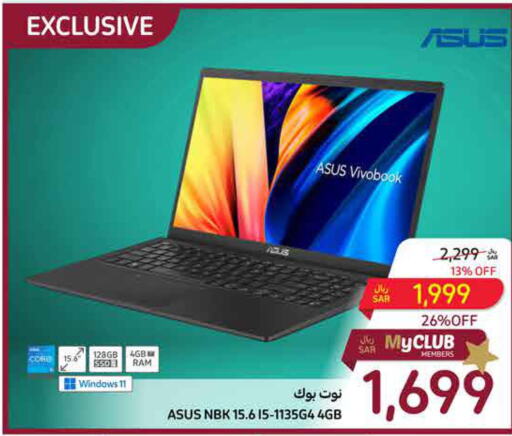 EXCLUSIVE
ASUS
ASUS Vivobook
ASUS
2,299 ريال SAR
13% OFF
ريال SAR 1,999
26%OFF
ريال SAR
MyCLUB
MEMBERS
1,699
CORE
15.6"
128GB SSD
4GB RAM
Windows 11
نوت بوك
ASUS NBK 15.6 I5-1135G4 4GB